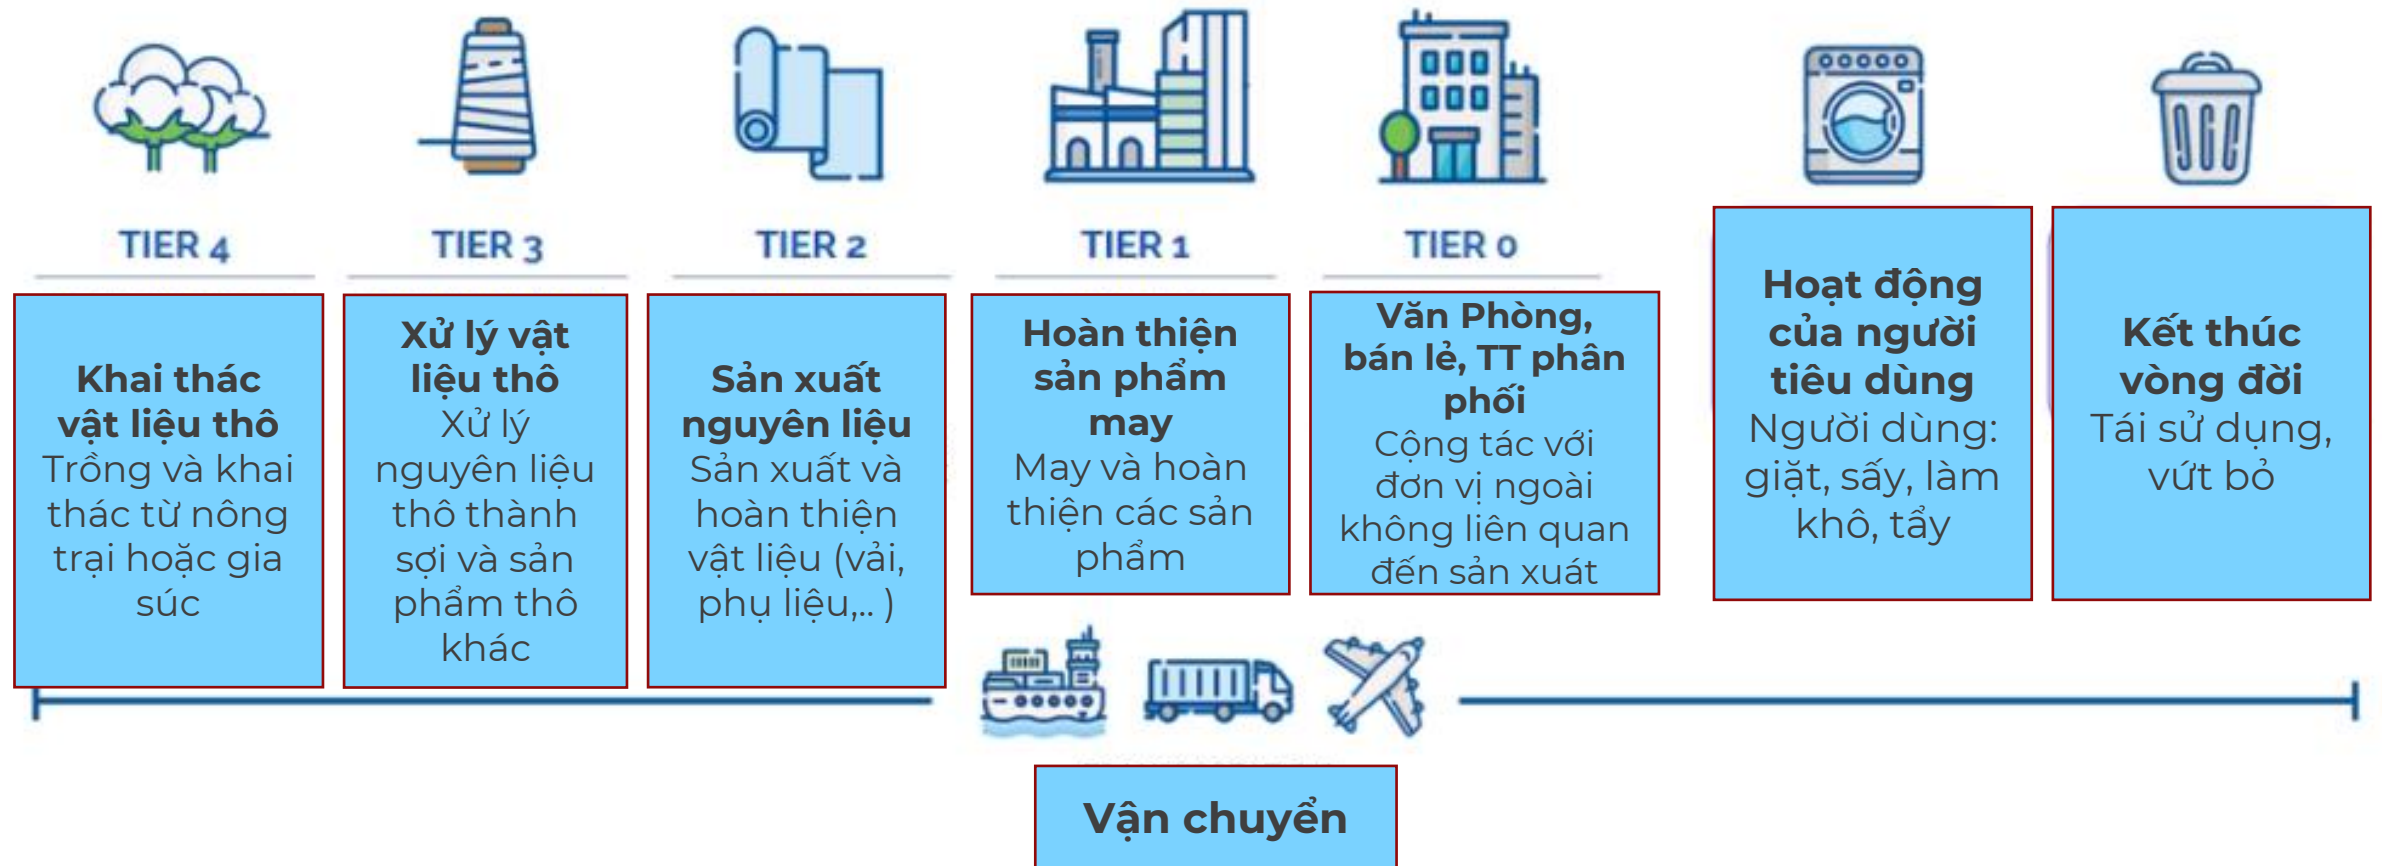 TIER 4
Khai thác
vật liệu thô
Trồng và khai
thác từ nông
trại hoặc gia
súc
TIER 3
Xử lý vật
liệu thô
Xử lý
nguyên liệu
thô thành
sợi và sản
phẩm thô
khác
TIER 2
Sản xuất
nguyên liệu
Sản xuất và
hoàn thiện
vật liệu (vải,
phụ liệu,.. )
TIER 1
Hoàn thiện
sản phẩm
may
May và hoàn
thiện các sản
phẩm
TIER 0
Văn Phòng,
bán lẻ, TT phân
phối
Cộng tác với
đơn vị ngoài
không liên quan
đến sản xuát
Hoạt động
của người
tiêu dùng
Người dùng:
giặt, sấy, làm
khô, tẩy
Kết thúc
vòng đời
Tái sử dụng,
vứt bỏ
Vận chuyển